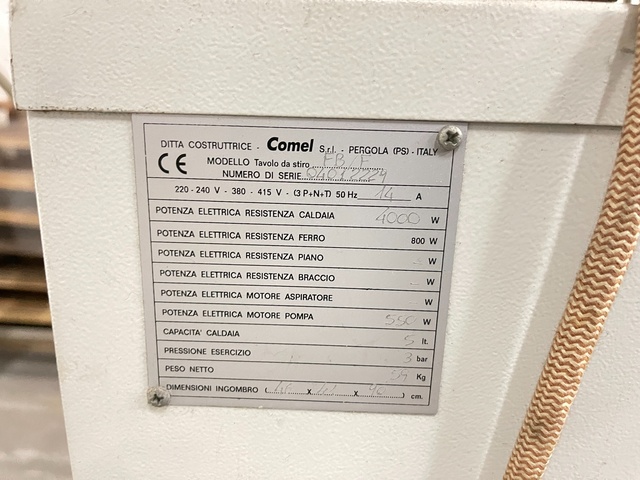 DITTA COSTRUTTRICE - Comel S.r.l. - PERGOLA (PS) - ITALY
CE MODELLO Tavolo da stiro FB/F
NUMERO DI SERIE
220 - 240 V - 380 - 415 V - (3 P+N+T) 50 Hz 14 A
POTENZA ELETTRICA RESISTENZA CALDAIA 4000 W
POTENZA ELETTRICA RESISTENZA FERRO 800 W
POTENZA ELETTRICA RESISTENZA PIANO W
POTENZA ELETTRICA RESISTENZA BRACCIO W
POTENZA ELETTRICA MOTORE ASPIRATORE W
POTENZA ELETTRICA MOTORE POMPA 550 W
CAPACITA' CALDAIA 5 lt.
PRESSIONE ESERCIZIO 3 bar
PESO NETTO Kg
DIMENSIONI INGOMBRO ( x x ) cm.